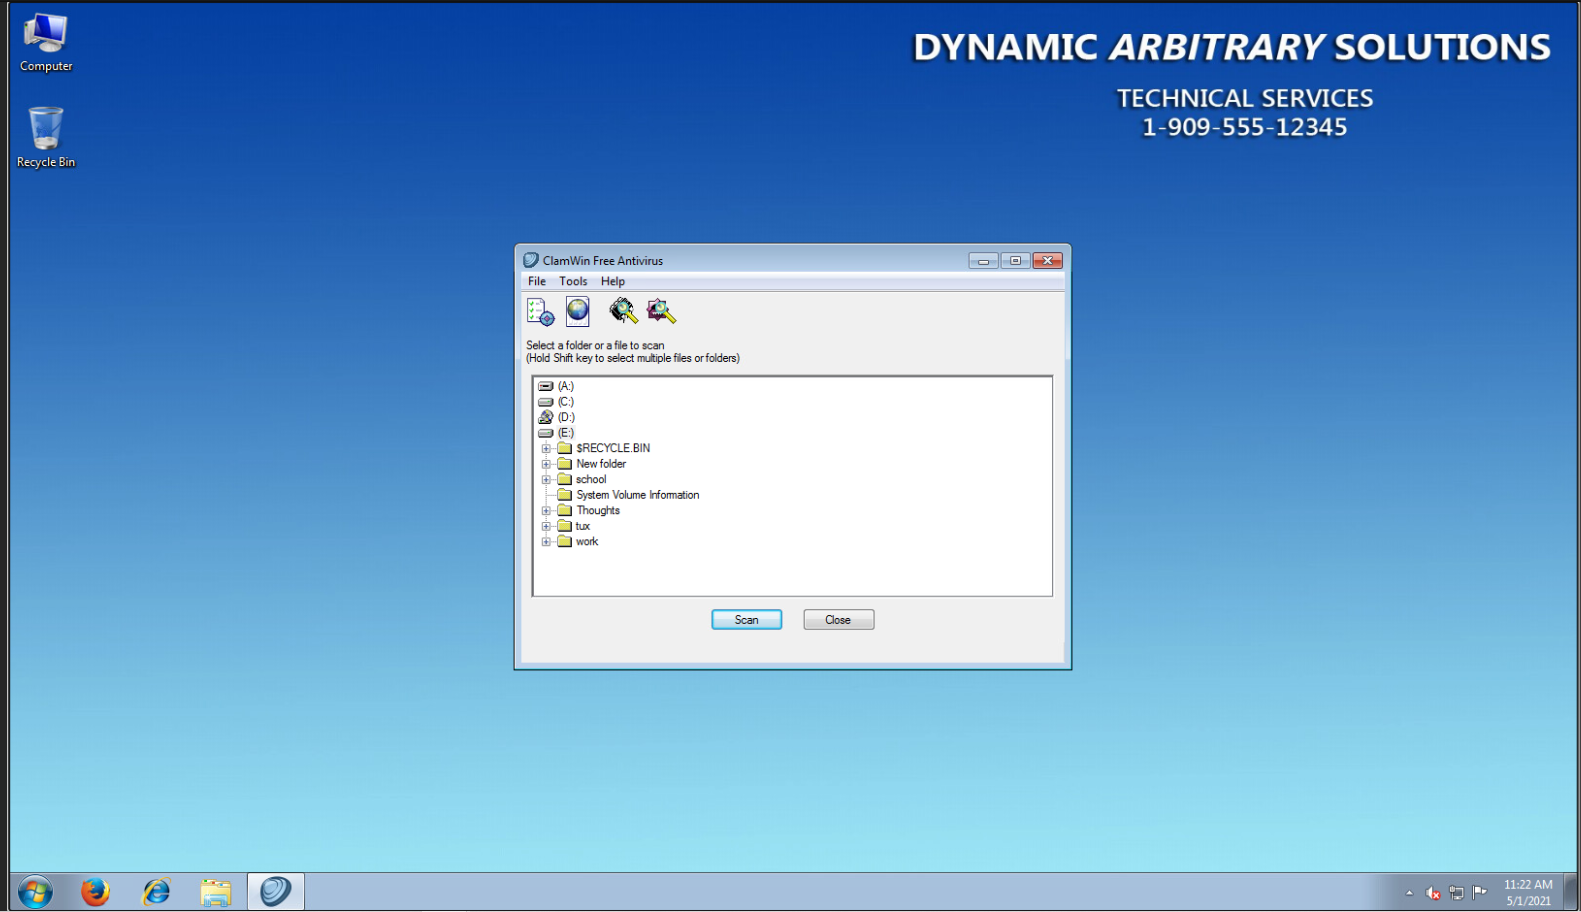 Computer
Recycle Bin
DYNAMIC ARBITRARY SOLUTIONS
TECHNICAL SERVICES
1-909-555-12345
ClamWin Free Antivirus
File Tools Help
Select a folder or a file to scan
(Hold Shift key to select multiple files or folders)
(A:)
(C:)
(D:)
(E:)
$RECYCLE.BIN
New folder
school
System Volume Information
Thoughts
tux
work
Scan Close
11:22 AM
5/1/2021